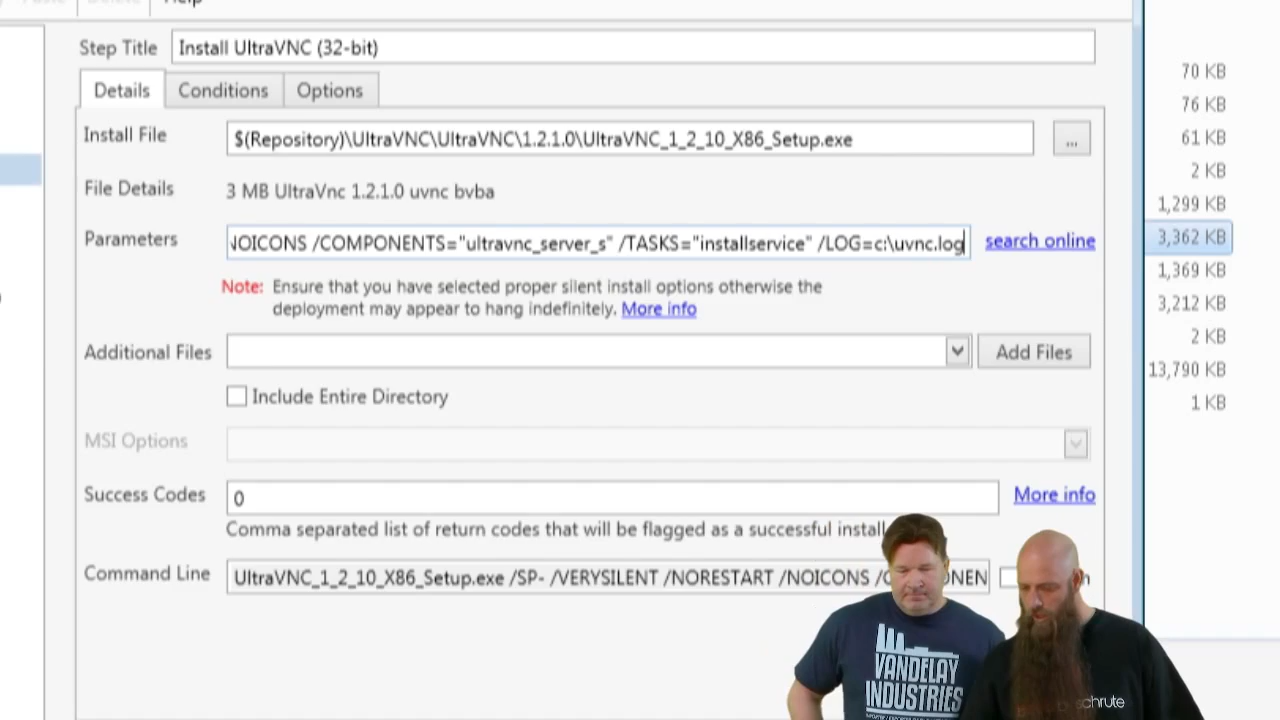 Help
Step Title Install UltraVNC (32-bit)
Details Conditions Options
Install File $(Repository)\UltraVNC\UltraVNC\1.2.1.0\UltraVNC_1_2_10_X86_Setup.exe ...
File Details 3 MB UltraVnc 1.2.1.0 uvnc bvba
Parameters NOICONS /COMPONENTS="ultravnc_server_s" /TASKS="installservice" /LOG=c:\uvnc.log search online
Note: Ensure that you have selected proper silent install options otherwise the
deployment may appear to hang indefinitely. More info
Additional Files Add Files
Include Entire Directory
MSI Options
Success Codes 0 More info
Comma separated list of return codes that will be flagged as a successful install
Command Line UltraVNC_1_2_10_X86_Setup.exe /SP- /VERYSILENT /NORESTART /NOICONS /C ONEN
70 KB
76 KB
61 KB
2 KB
1,299 KB
3,362 KB
1,369 KB
3,212 KB
2 KB
13,790 KB
1 KB
VANDELAY
INDUSTRIES
schrute